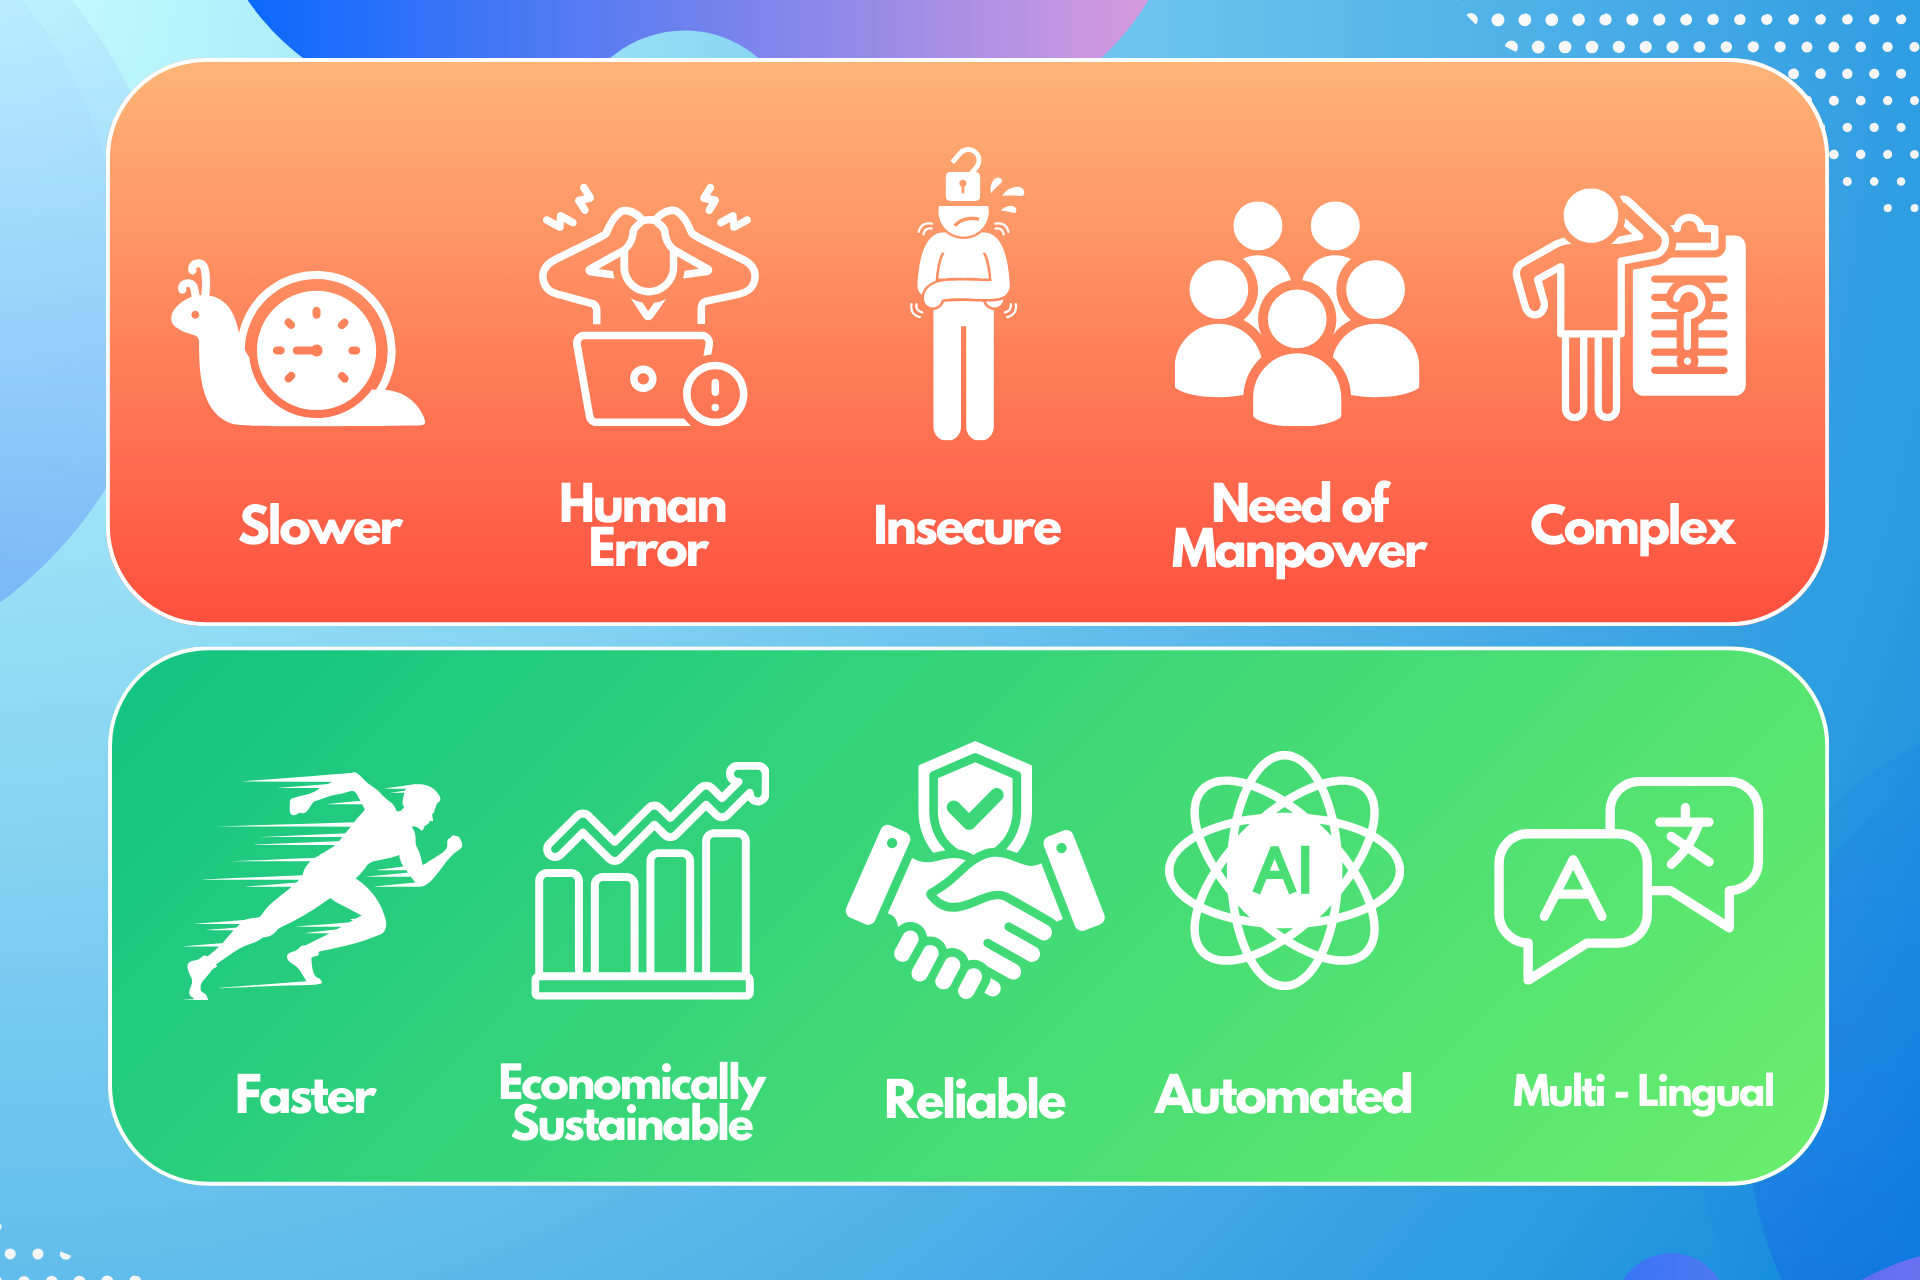 Slower
Human
Error
Insecure
Need of
Manpower
Complex
AI
A
文
Faster
Economically
Sustainable
Reliable
Automated
Multi - Lingual